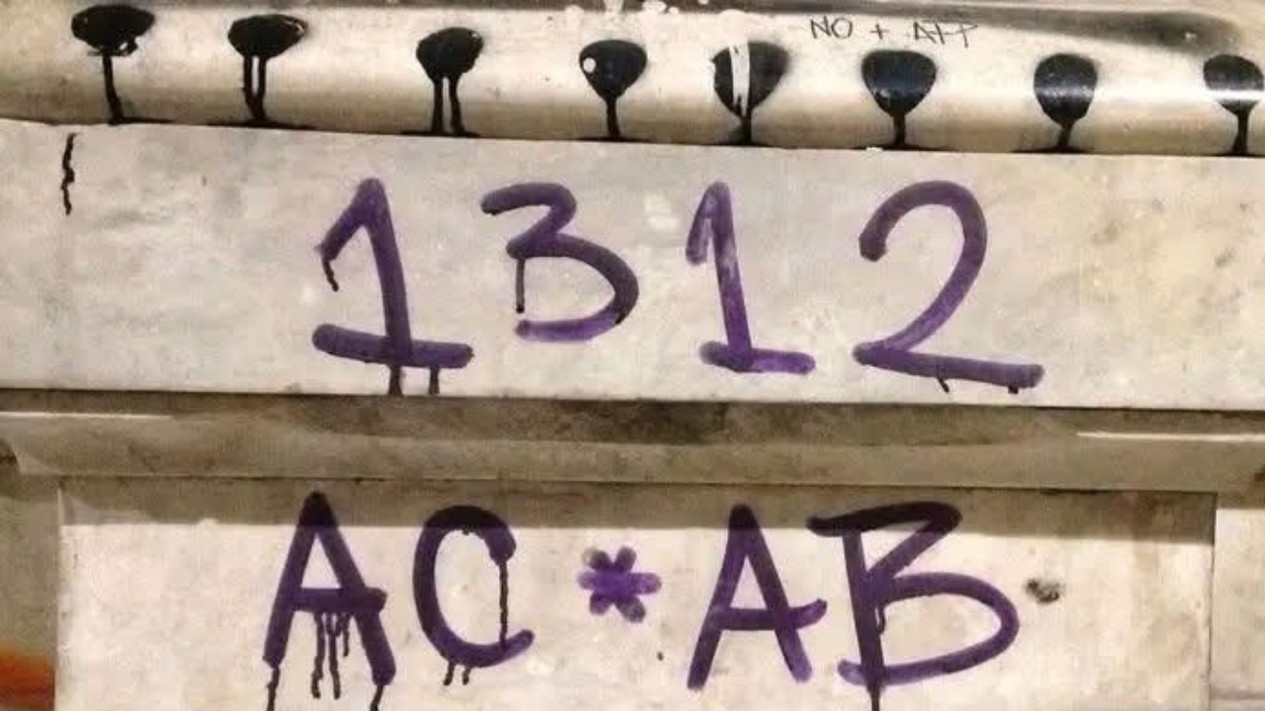 NO + AFP
1312
AC*AB